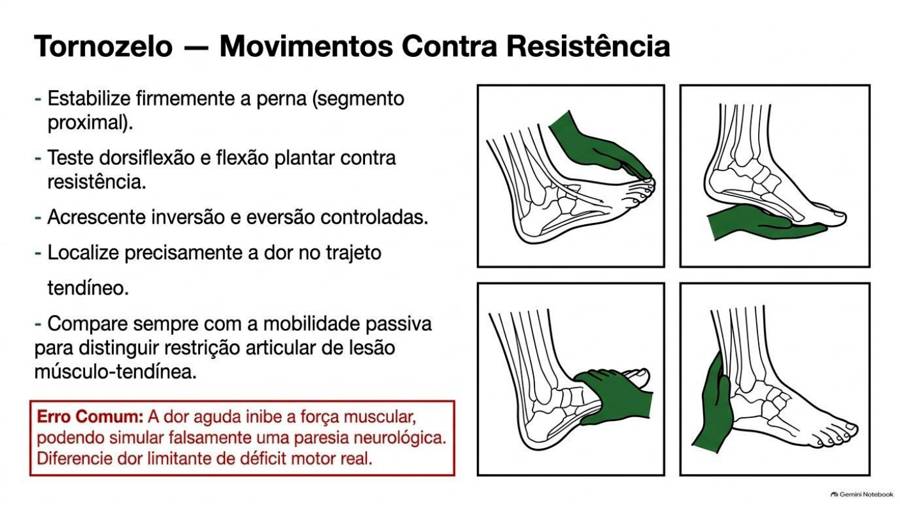 Tornozelo — Movimentos Contra Resistência
- Estabilize firmemente a perna (segmento
proximal).
- Teste dorsiflexão e flexão plantar contra
resistência.
- Acrescente inversão e eversão controladas.
- Localize precisamente a dor no trajeto
tendíneo.
- Compare sempre com a mobilidade passiva
para distinguir restrição articular de lesão
músculo-tendínea.
Erro Comum: A dor aguda inibe a força muscular,
podendo simular falsamente uma paresia neurológica.
Diferencie dor limitante de déficit motor real.
Gemini Notebook